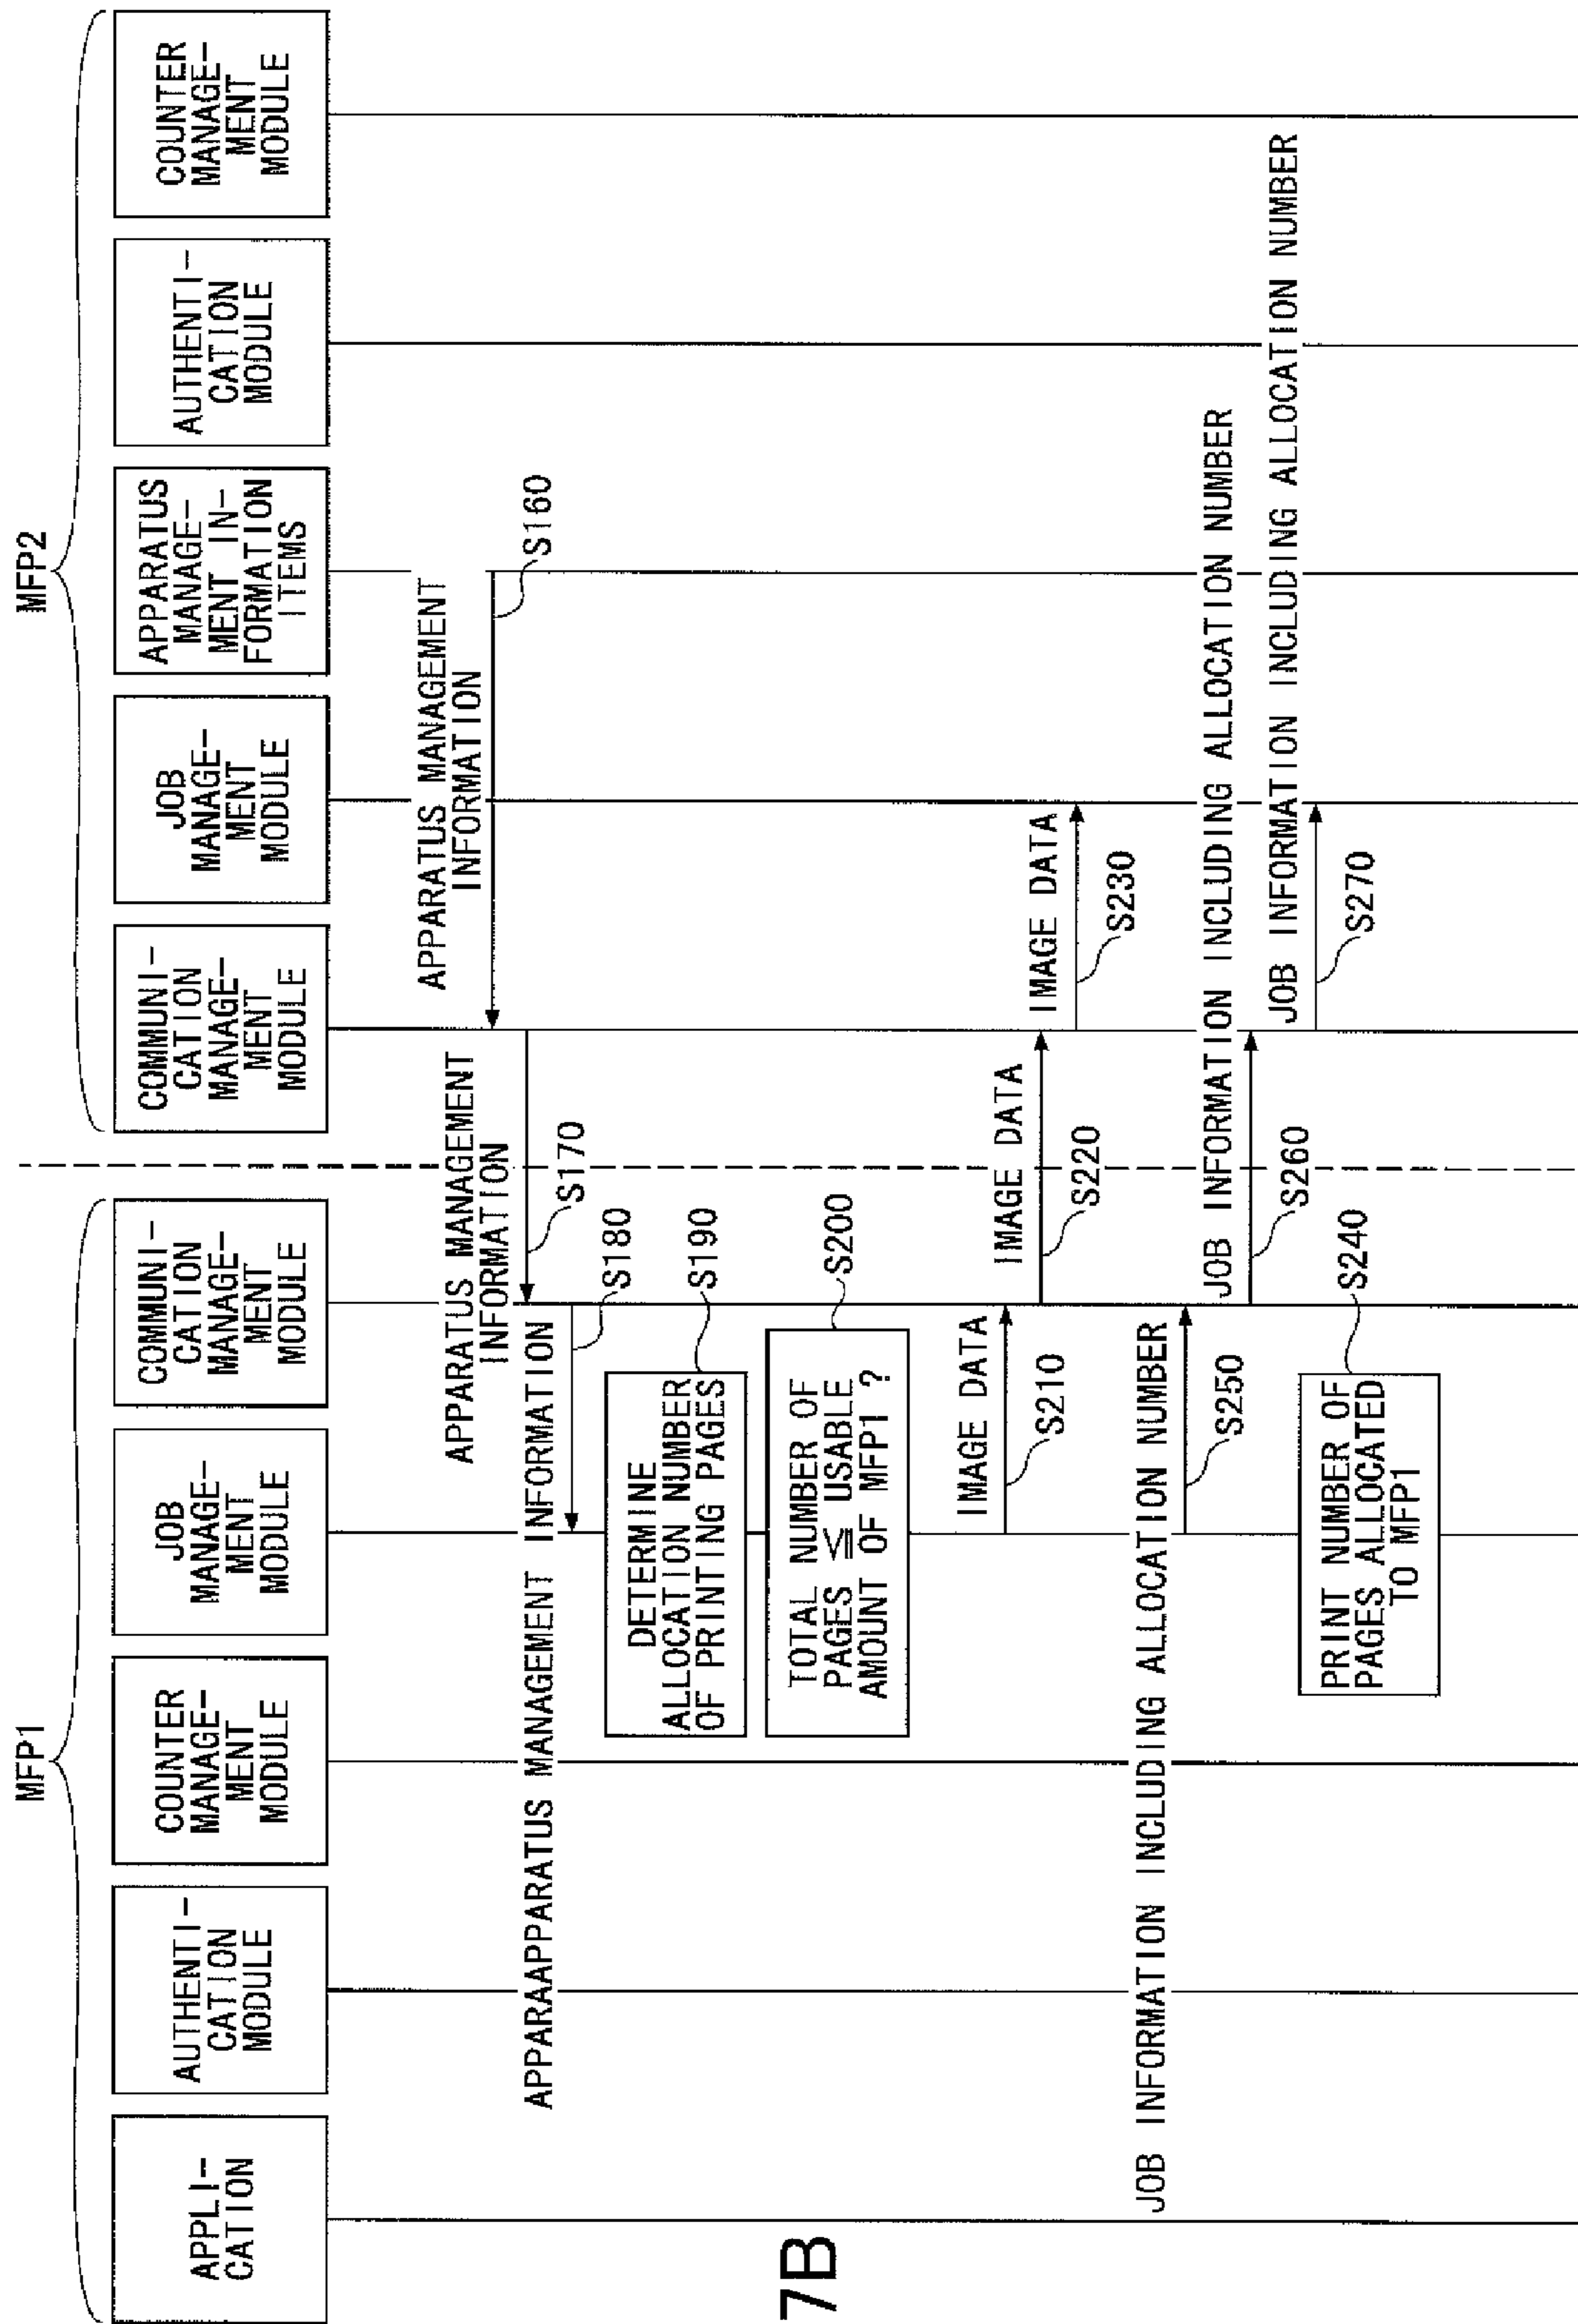 MFP1
MFP2
APPLI-
CATION
AUTHENTI-
CATION
MODULE
COUNTER
MANAGE-
MENT
MODULE
JOB
MANAGE-
MENT
MODULE
COMMUNI-
CATION
MANAGE-
MENT
MODULE
COMMUNI-
CATION
MANAGE-
MENT
MODULE
JOB
MANAGE-
MENT
MODULE
APPARATUS
MANAGE-
MENT IN-
FORMATION
ITEMS
AUTHENTI-
CATION
MODULE
COUNTER
MANAGE-
MENT
MODULE
APPARATUS MANAGEMENT
INFORMATION
S160
APPARATUS MANAGEMENT
INFORMATION
S170
APPARAAPPARATUS MANAGEMENT INFORMATION
S180
DETERMINE
ALLOCATION NUMBER
OF PRINTING PAGES
S190
TOTAL NUMBER OF
PAGES ≦ USABLE
AMOUNT OF MFP1 ?
S200
7B
IMAGE DATA
S210
IMAGE DATA
S220
IMAGE DATA
S230
JOB INFORMATION INCLUDING ALLOCATION NUMBER
S250
JOB INFORMATION INCLUDING ALLOCATION NUMBER
S260
JOB INFORMATION INCLUDING ALLOCATION NUMBER
S270
PRINT NUMBER OF
PAGES ALLOCATED
TO MFP1
S240